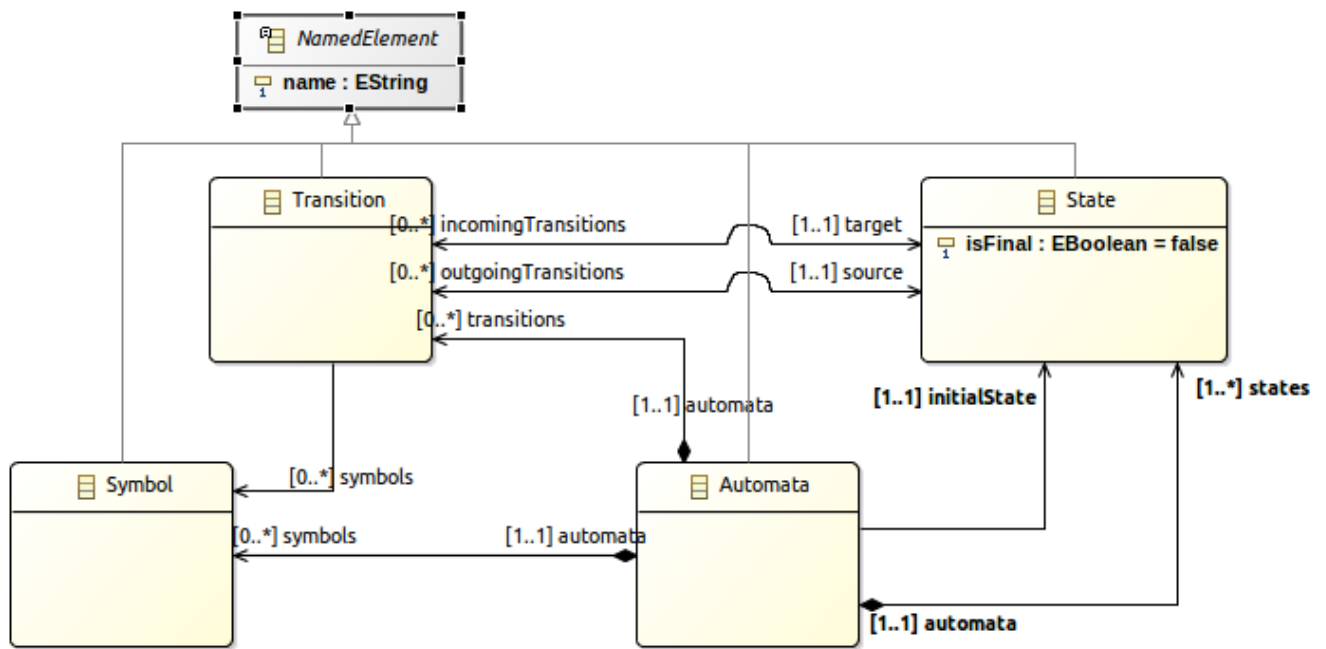 NamedElement
name : EString
Transition
State
[0..*] incomingTransitions
[1..1] target
isFinal : EBoolean = false
[0..*] outgoingTransitions
[1..1] source
[0..*] transitions
[1..1] initialState
[1..*] states
[1..1] automata
Symbol
[0..*] symbols
Automata
[0..*] symbols
[1..1] automata
[1..1] automata